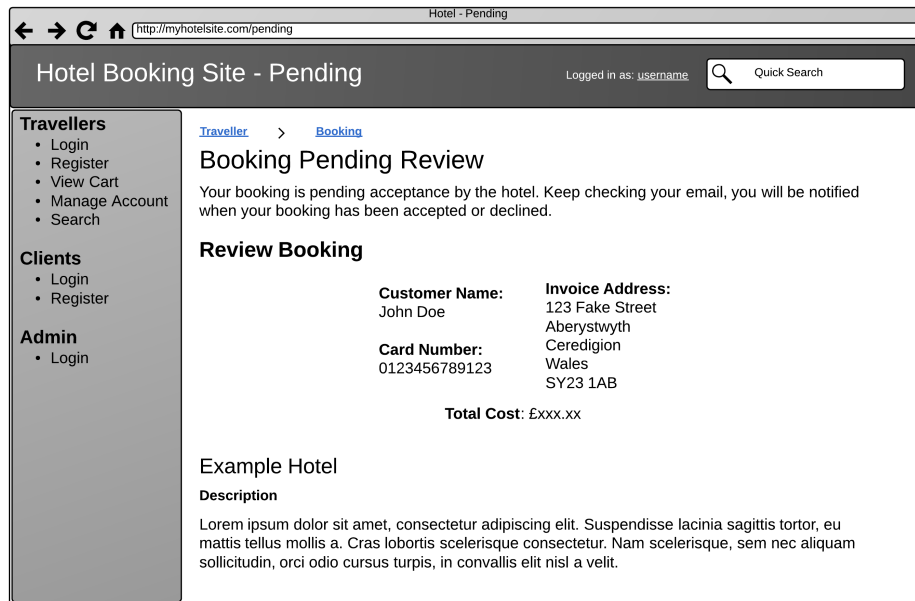 Hotel - Pending
http://myhotelsite.com/pending
Hotel Booking Site - Pending
Logged in as: username
Quick Search
Travellers
• Login
• Register
• View Cart
• Manage Account
• Search
Clients
• Login
• Register
Admin
• Login
Traveller > Booking
Booking Pending Review
Your booking is pending acceptance by the hotel. Keep checking your email, you will be notified
when your booking has been accepted or declined.
Review Booking
Customer Name:
John Doe
Card Number:
0123456789123
Invoice Address:
123 Fake Street
Aberystwyth
Ceredigion
Wales
SY23 1AB
Total Cost: £xxx.xx
Example Hotel
Description
Lorem ipsum dolor sit amet, consectetur adipiscing elit. Suspendisse lacinia sagittis tortor, eu
mattis tellus mollis a. Cras lobortis scelerisque consectetur. Nam scelerisque, sem nec aliquam
sollicitudin, orci odio cursus turpis, in convallis elit nisl a velit.